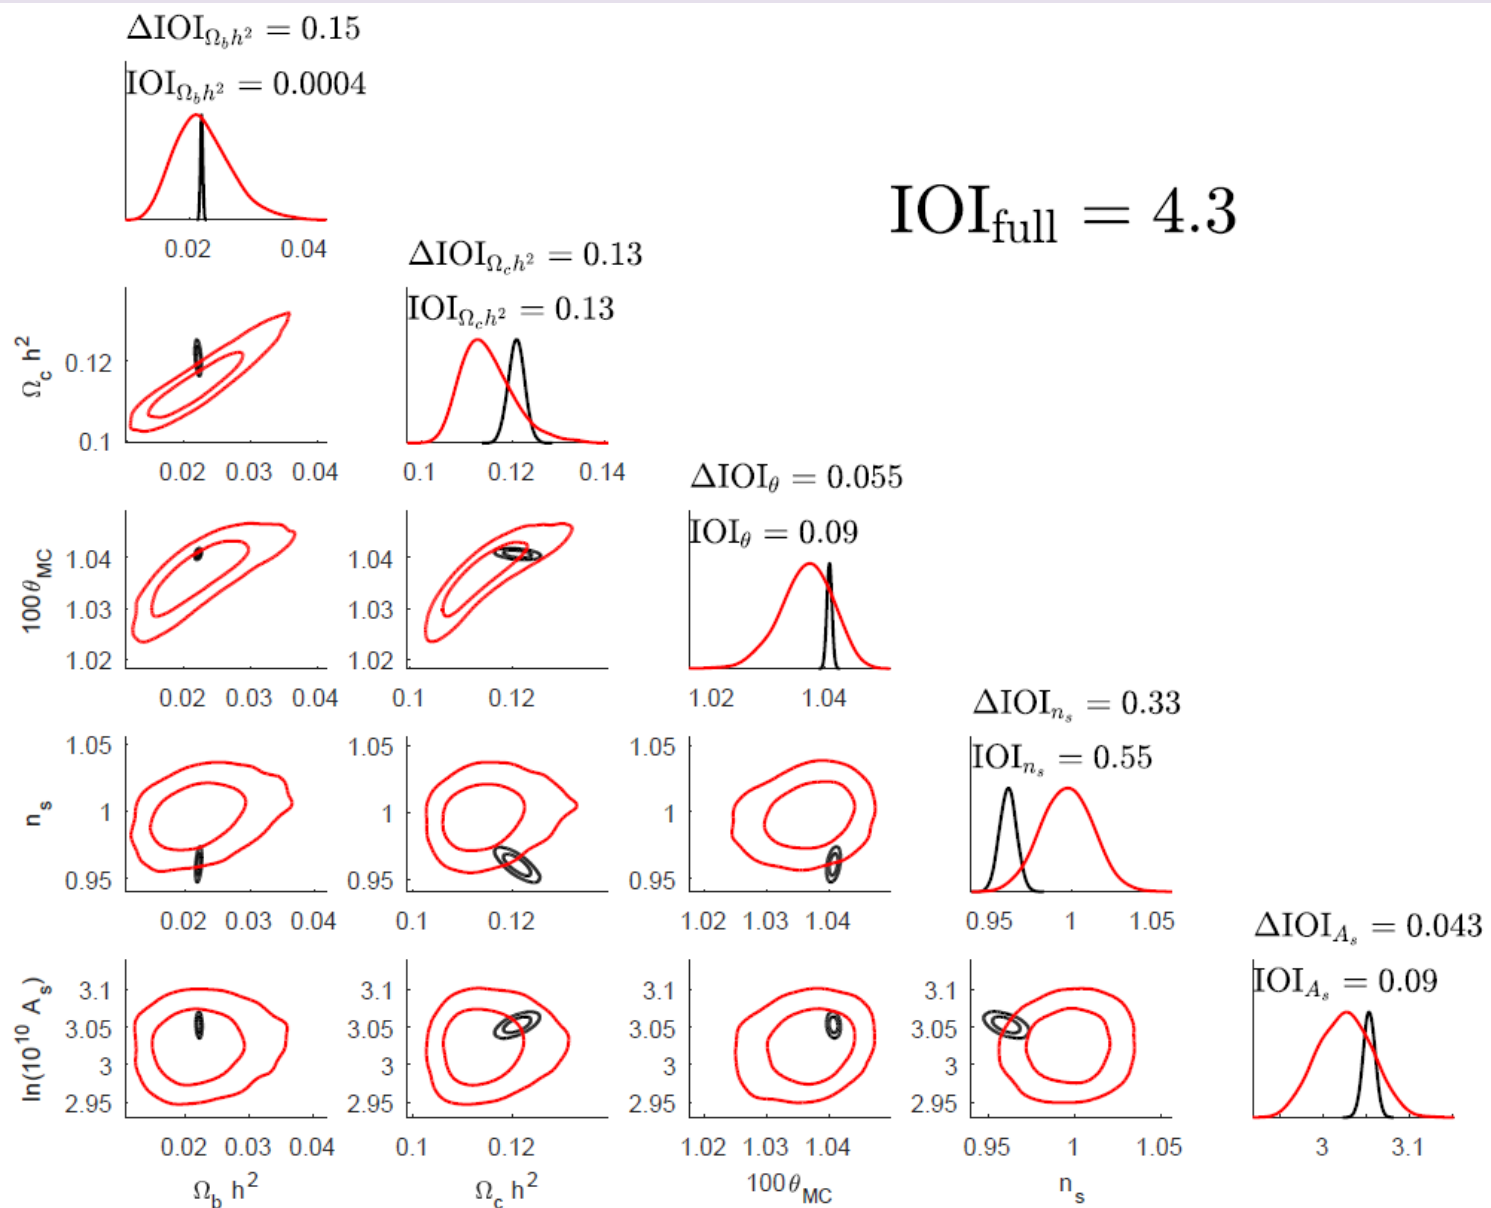 ΔIOI_{Ω_b h²} = 0.15
IOI_{Ω_b h²} = 0.0004
IOI_{full} = 4.3
0.02 0.04
ΔIOI_{Ω_c h²} = 0.13
IOI_{Ω_c h²} = 0.13
Ω_c h²
0.12
0.1
0.02 0.03 0.04
0.1 0.12 0.14
ΔIOI_θ = 0.055
IOI_θ = 0.09
100θ_MC
1.04
1.03
1.02
1.04
1.03
1.02
0.02 0.03 0.04
0.1 0.12
1.02 1.04
ΔIOI_{n_s} = 0.33
IOI_{n_s} = 0.55
n_s
1.05
1
0.95
1.05
1
0.95
1.05
1
0.95
0.02 0.03 0.04
0.1 0.12
1.02 1.03 1.04
0.95 1 1.05
ΔIOI_{A_s} = 0.043
IOI_{A_s} = 0.09
ln(10^{10} A_s)
3.1
3.05
3
2.95
3.1
3.05
3
2.95
3.1
3.05
3
2.95
3.1
3.05
3
2.95
0.02 0.03 0.04
0.1 0.12
1.02 1.03 1.04
0.95 1 1.05
3 3.1
Ω_b h²
Ω_c h²
100θ_MC
n_s